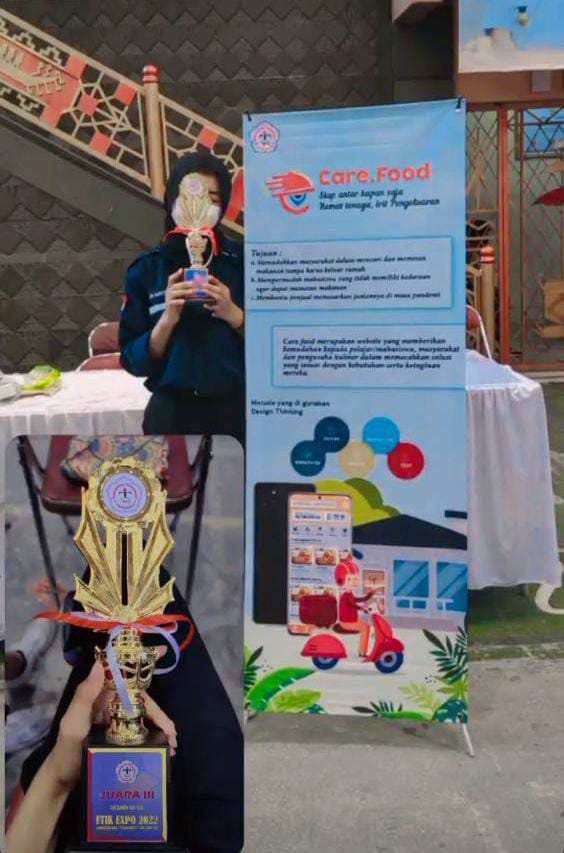 Care.Food
Siap antar kapan saja
Hemat tenaga, irit Pengeluaran
Tujuan :
a. Memudahkan masyarakat dalam mencari dan memesan
makanan tanpa harus keluar rumah
b. Mempermudah mahasiswa yang tidak memiliki kedaraan
agar dapat memesan makanan
c. Membantu penjual memasarkan jualannya di masa pandemi
Care.food merupakan website yang memberikan
kemudahan kepada pelajar/mahasiswa, masyarakat
dan pengusaha kuliner dalam memecahkan solusi
yang sesuai dengan kebutuhan serta keinginan
mereka.
Metode yang di gunakan
Design Thinking
TEST
JUARA III
FTIK EXPO 2022